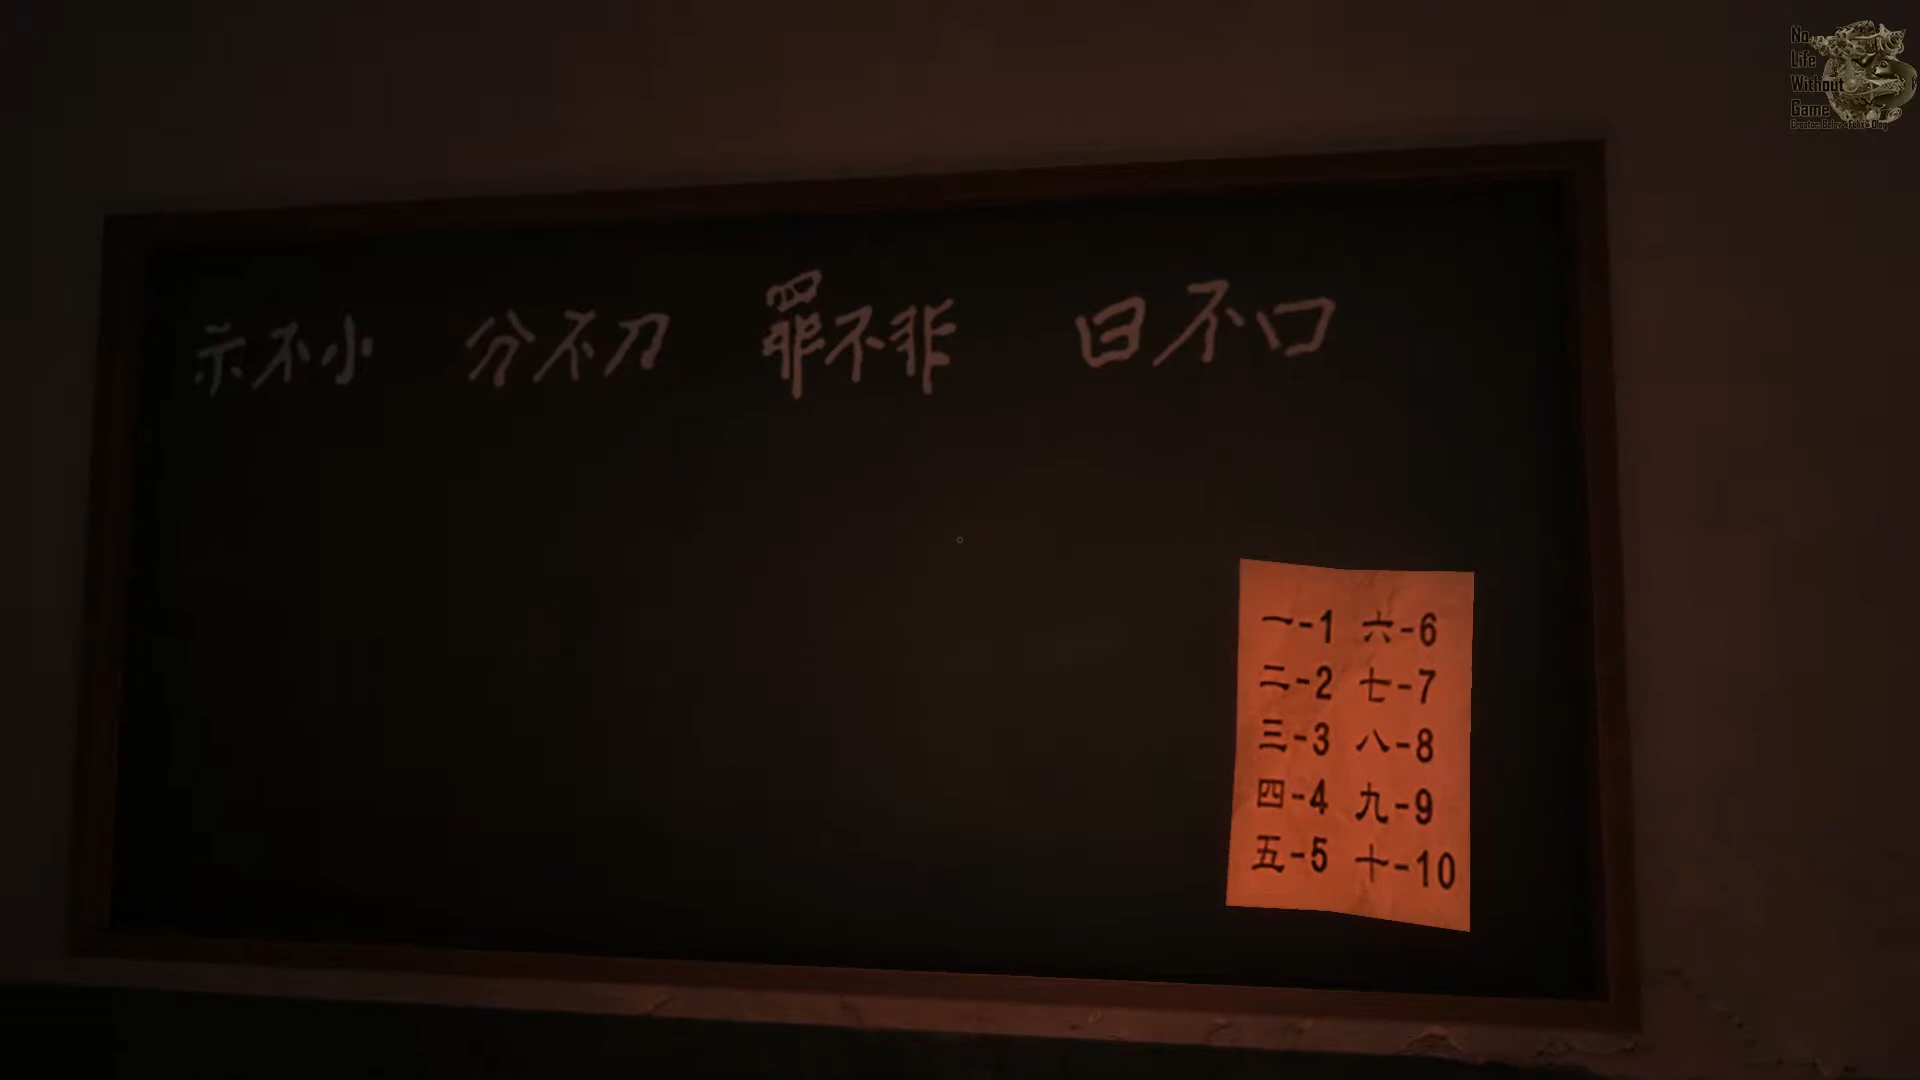 示不小 分不刀 罪不非 日不口
一-1 六-6
二-2 七-7
三-3 八-8
四-4 九-9
五-5 十-10
No
Life
Without
Game